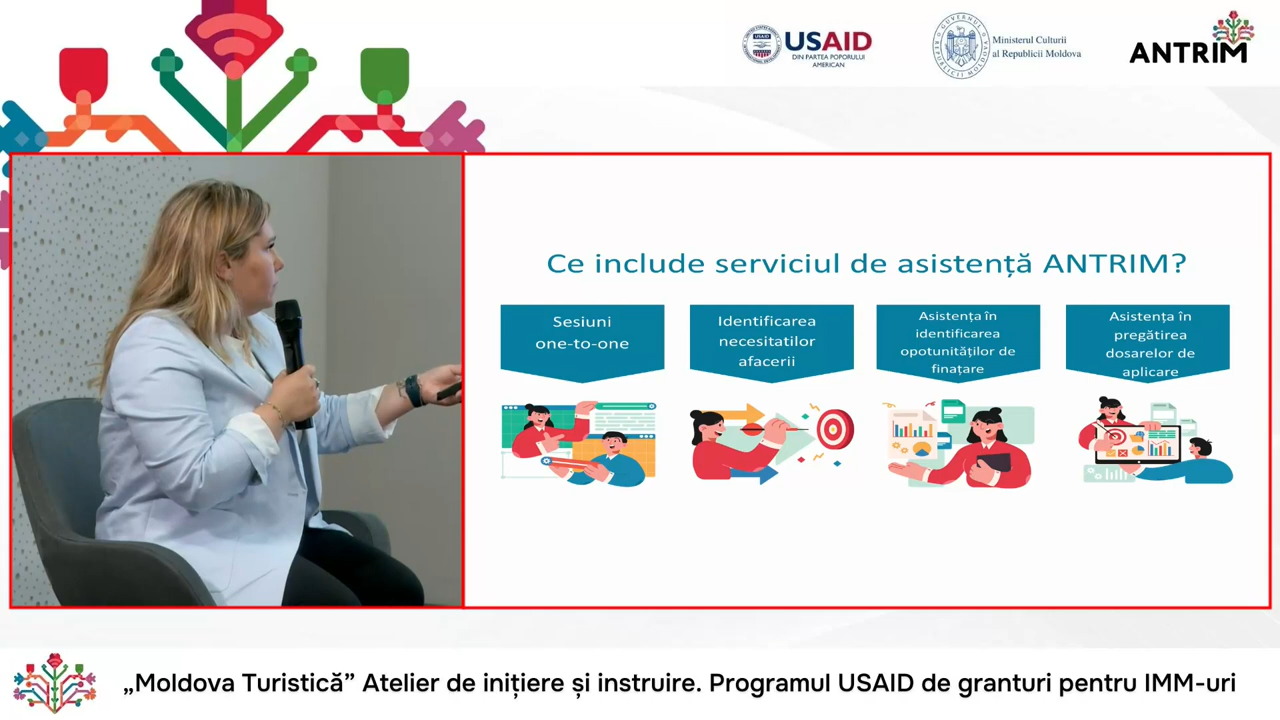 USAID
DIN PARTEA POPORULUI
AMERICAN
Ministerul Culturii
al Republicii Moldova
ANTRIM
Ce include serviciul de asistență ANTRIM?
Sesiuni
one-to-one
Identificarea
necesitatilor
afacerii
Asistența în
identificarea
opotunităților de
finațare
Asistența în
pregătirea
dosarelor de
aplicare
„Moldova Turistică” Atelier de inițiere și instruire. Programul USAID de granturi pentru IMM-uri